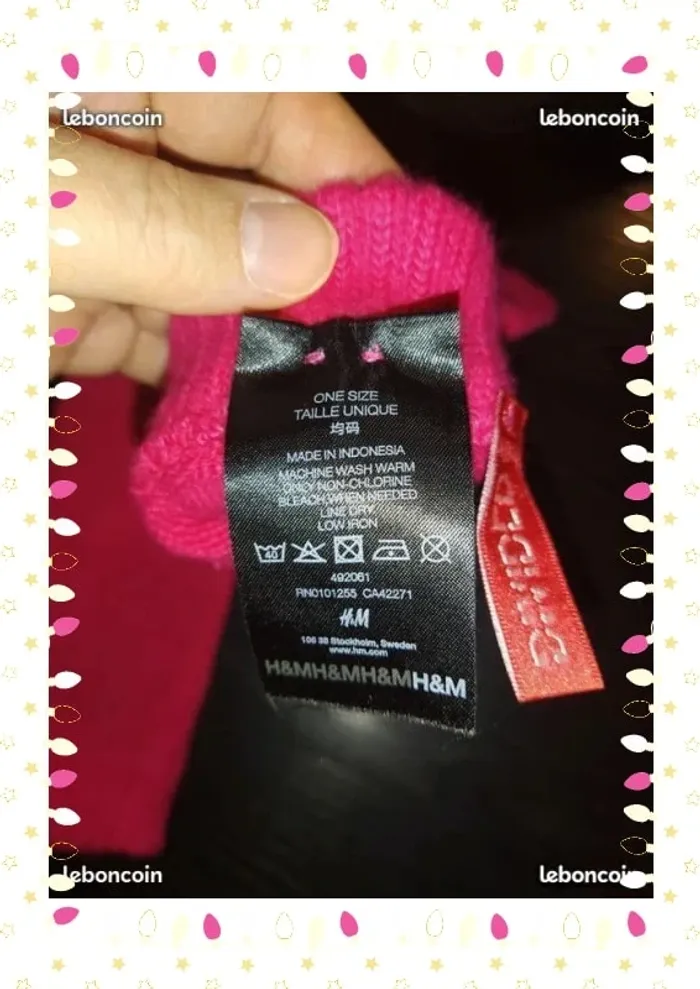 leboncoin leboncoin
ONE SIZE
TAILLE UNIQUE
均码
MADE IN INDONESIA
MACHINE WASH WARM
ONLY NON-CHLORINE
BLEACH WHEN NEEDED
LINE DRY
LOW IRON
40
492061
RN0101255 CA42271
H&M
106 38 Stockholm, Sweden
www.hm.com
H&MH&MH&MH&M
DIVIDED
leboncoin leboncoin